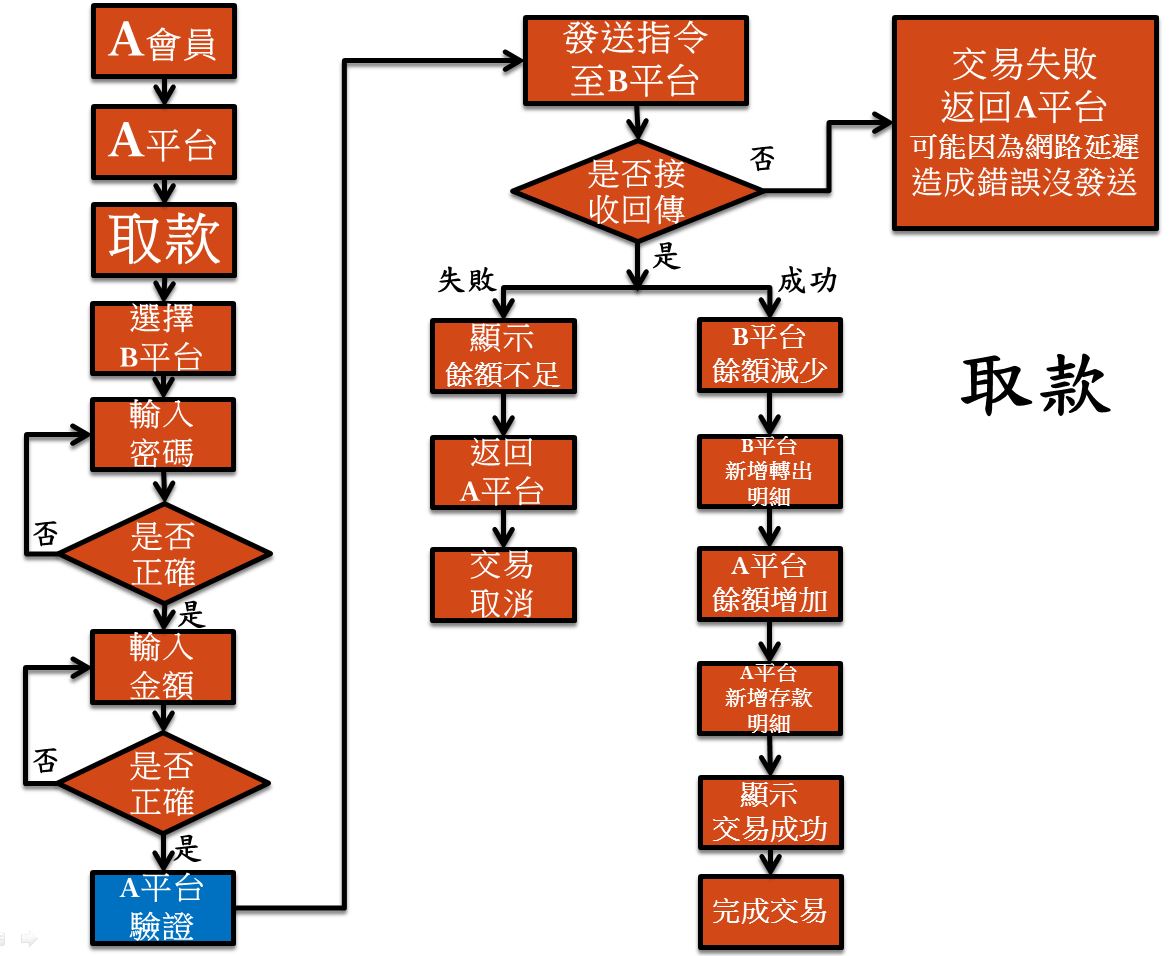 A會員
A平台
取款
選擇
B平台
輸入
密碼
否
是否
正確
是
輸入
金額
否
是否
正確
是
A平台
驗證
發送指令
至B平台
是否接
收回傳
否
交易失敗
返回A平台
可能因為網路延遲
造成錯誤沒發送
是
失敗
顯示
餘額不足
返回
A平台
交易
取消
成功
B平台
餘額減少
B平台
新增轉出
明細
A平台
餘額增加
A平台
新增存款
明細
顯示
交易成功
完成交易
取款